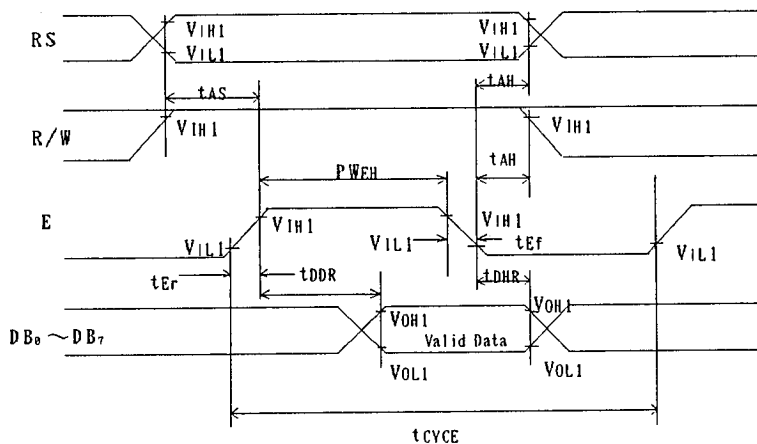 RS
VIH1
VIL1
VIH1
VIL1
tAS
tAH
R/W
VIH1
VIH1
tAH
PWEH
E
VIH1
VIH1
VIL1
VIL1
tEf
VIL1
tEr
tDDR
tDHR
DB0 ~ DB7
VOH1
VOH1
Valid Data
VOL1
VOL1
tCYCE